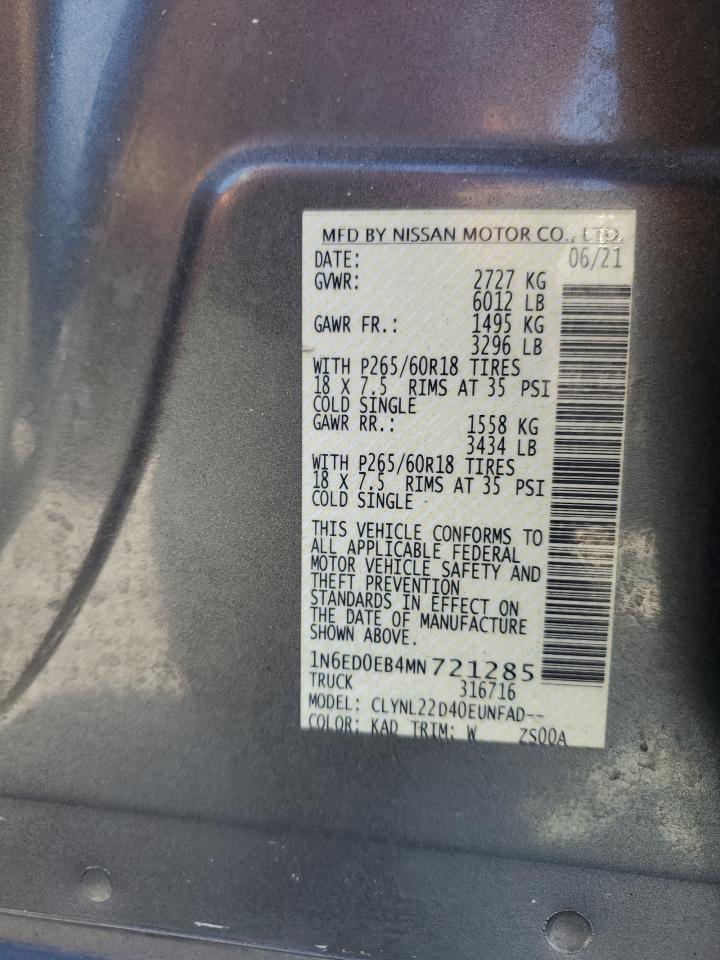 MFD BY NISSAN MOTOR CO., LTD.
DATE: 06/21
GVWR: 2727 KG
6012 LB
GAWR FR.: 1495 KG
3296 LB
WITH P265/60R18 TIRES
18 X 7.5 RIMS AT 35 PSI
COLD SINGLE
GAWR RR.: 1558 KG
3434 LB
WITH P265/60R18 TIRES
18 X 7.5 RIMS AT 35 PSI
COLD SINGLE
THIS VEHICLE CONFORMS TO
ALL APPLICABLE FEDERAL
MOTOR VEHICLE SAFETY AND
THEFT PREVENTION
STANDARDS IN EFFECT ON
THE DATE OF MANUFACTURE
SHOWN ABOVE.
1N6ED0EB4MN721285
TRUCK 316716
MODEL: CLYNL22D40EUNFAD--
COLOR: KAD TRIM: W ZS00A